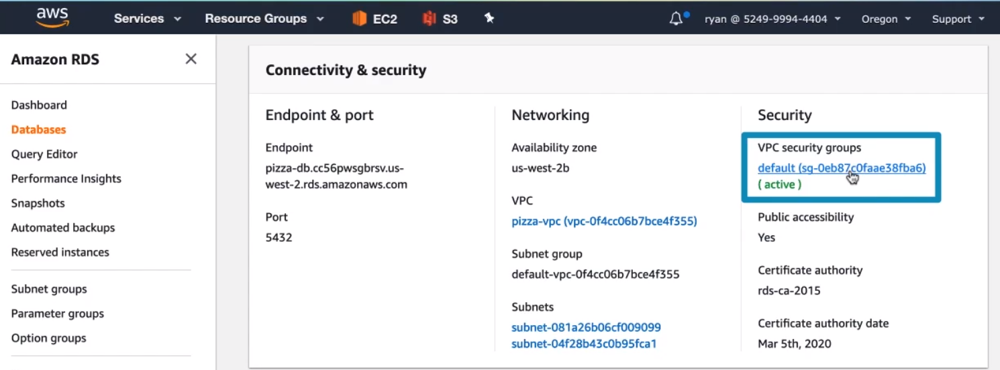 aws
Services
Resource Groups
EC2
S3
ryan @ 5249-9994-4404
Oregon
Support
Amazon RDS
Dashboard
Databases
Query Editor
Performance Insights
Snapshots
Automated backups
Reserved instances
Subnet groups
Parameter groups
Option groups
Connectivity & security
Endpoint & port
Endpoint
pizza-db.cc56pwsgbrsv.us-
west-2.rds.amazonaws.com
Port
5432
Networking
Availability zone
us-west-2b
VPC
pizza-vpc (vpc-0f4cc06b7bce4f355)
Subnet group
default-vpc-0f4cc06b7bce4f355
Subnets
subnet-081a26b06cf009099
subnet-04f28b43c0b95fca1
Security
VPC security groups
default (sg-0eb87c0faae38fba6)
( active )
Public accessibility
Yes
Certificate authority
rds-ca-2015
Certificate authority date
Mar 5th, 2020